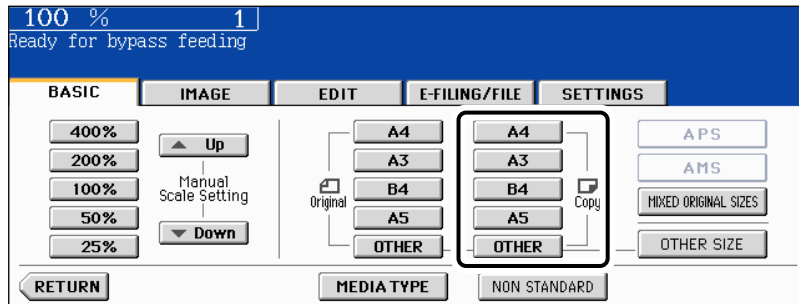 100 % 1
Ready for bypass feeding
BASIC IMAGE EDIT E-FILING/FILE SETTINGS
400% Up A4 A4 APS
200% A3 A3 AMS
100% Manual Scale Setting Original B4 B4 Copy MIXED ORIGINAL SIZES
50% Down A5 A5
25% OTHER OTHER OTHER SIZE
RETURN MEDIA TYPE NON STANDARD